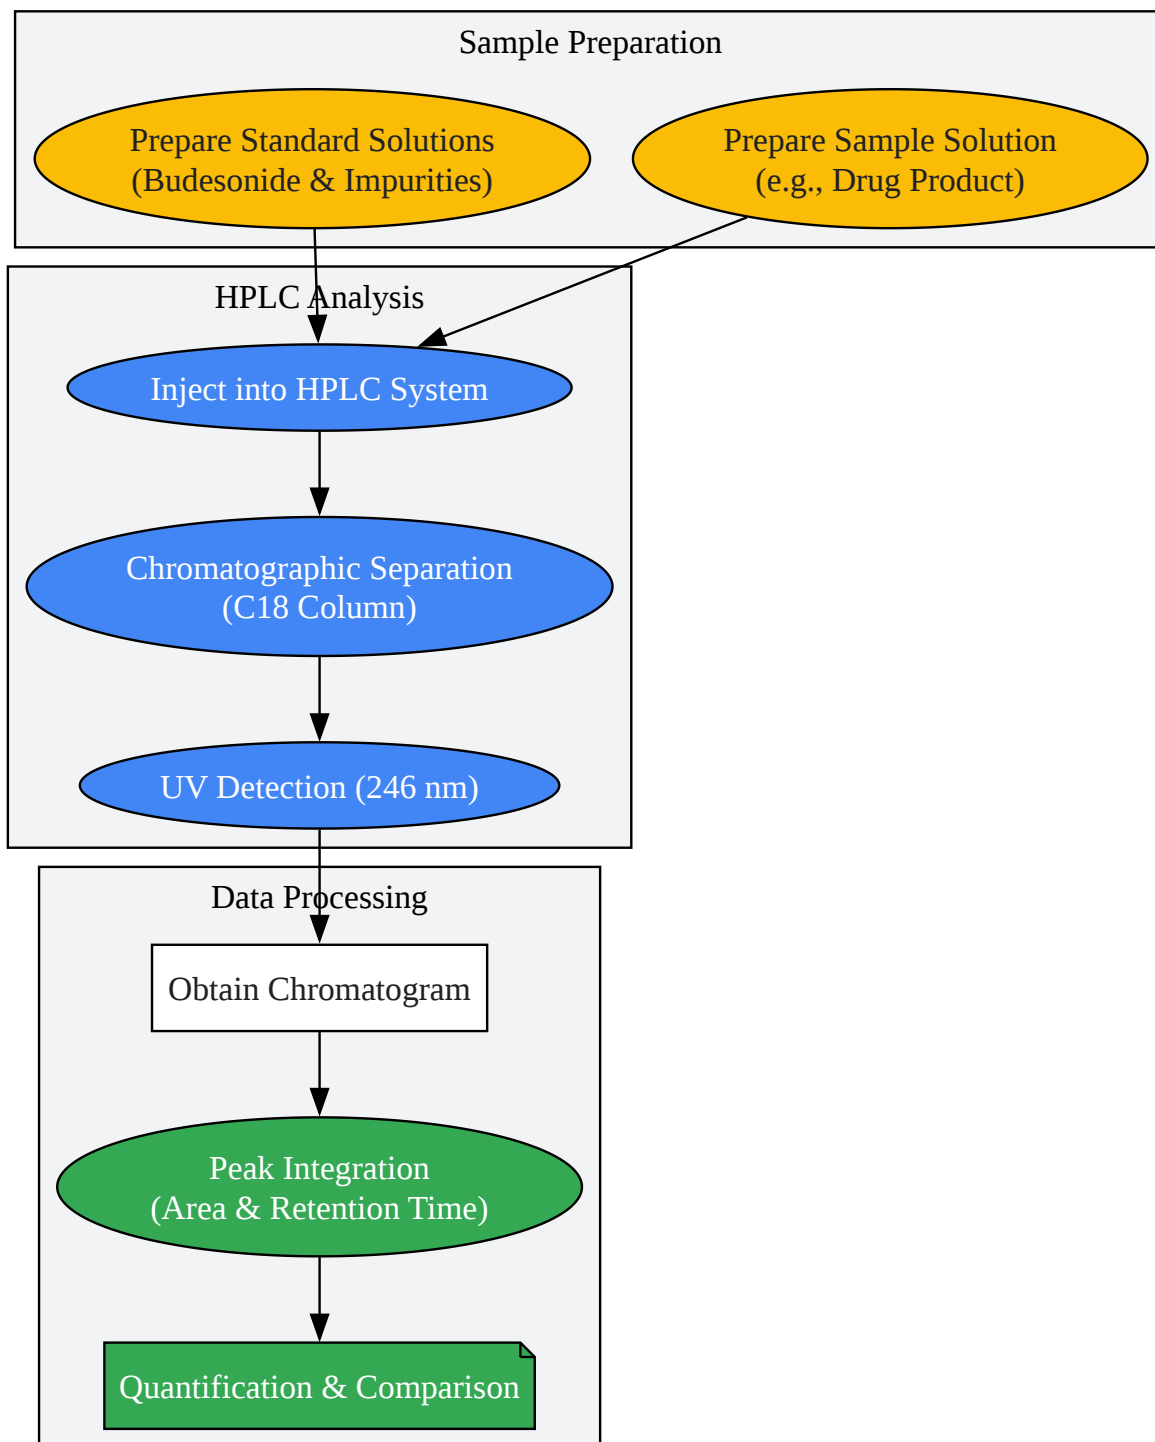 Sample Preparation
Prepare Standard Solutions
(Budesonide & Impurities)
Prepare Sample Solution
(e.g., Drug Product)
HPLC Analysis
Inject into HPLC System
Chromatographic Separation
(C18 Column)
UV Detection (246 nm)
Data Processing
Obtain Chromatogram
Peak Integration
(Area & Retention Time)
Quantification & Comparison